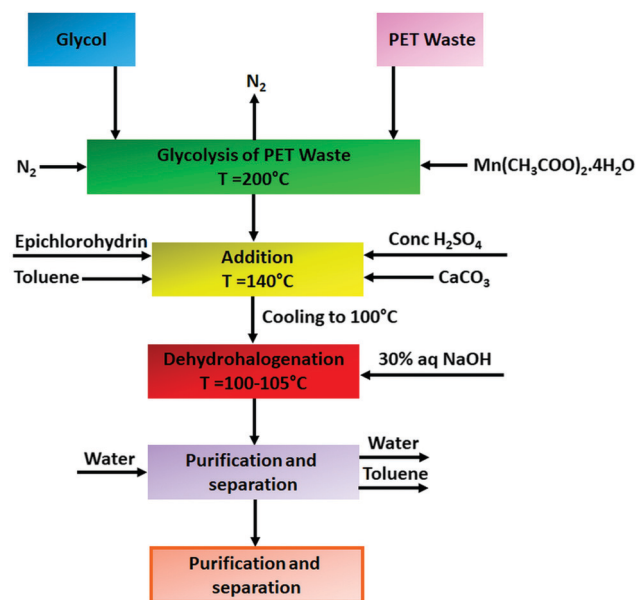 Glycol
PET Waste
N₂
Glycolysis of PET Waste
T =200°C
N₂
Mn(CH₃COO)₂.4H₂O
Epichlorohydrin
Toluene
Addition
T =140°C
Conc H₂SO₄
CaCO₃
Cooling to 100°C
Dehydrohalogenation
T =100-105°C
30% aq NaOH
Water
Purification and
separation
Water
Toluene
Purification and
separation